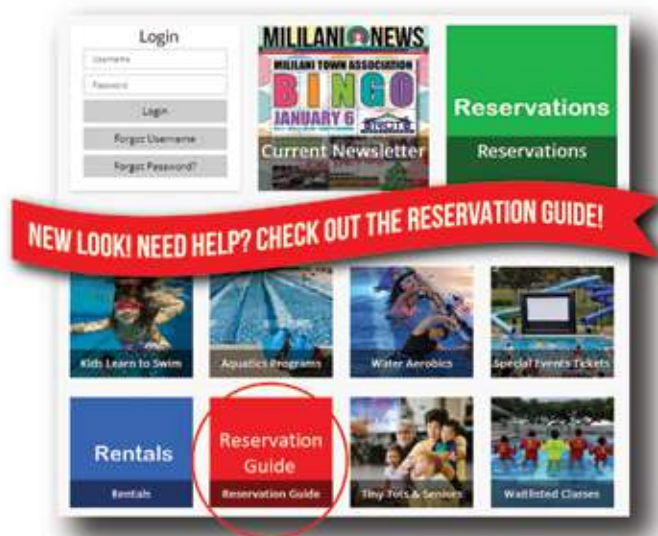 Login
Username
Password
Login
Forgot Username
Forgot Password?
MILILANI NEWS
MILILANI TOWN ASSOCIATION
BINGO
JANUARY 6
Current Newsletter
Reservations
Reservations
NEW LOOK! NEED HELP? CHECK OUT THE RESERVATION GUIDE!
Kids Learn to Swim
Aquatics Programs
Water Aerobics
Special Events Tickets
Rentals
Rentals
Reservation
Guide
Reservation Guide
Tiny Tots & Seniors
Waitlisted Classes